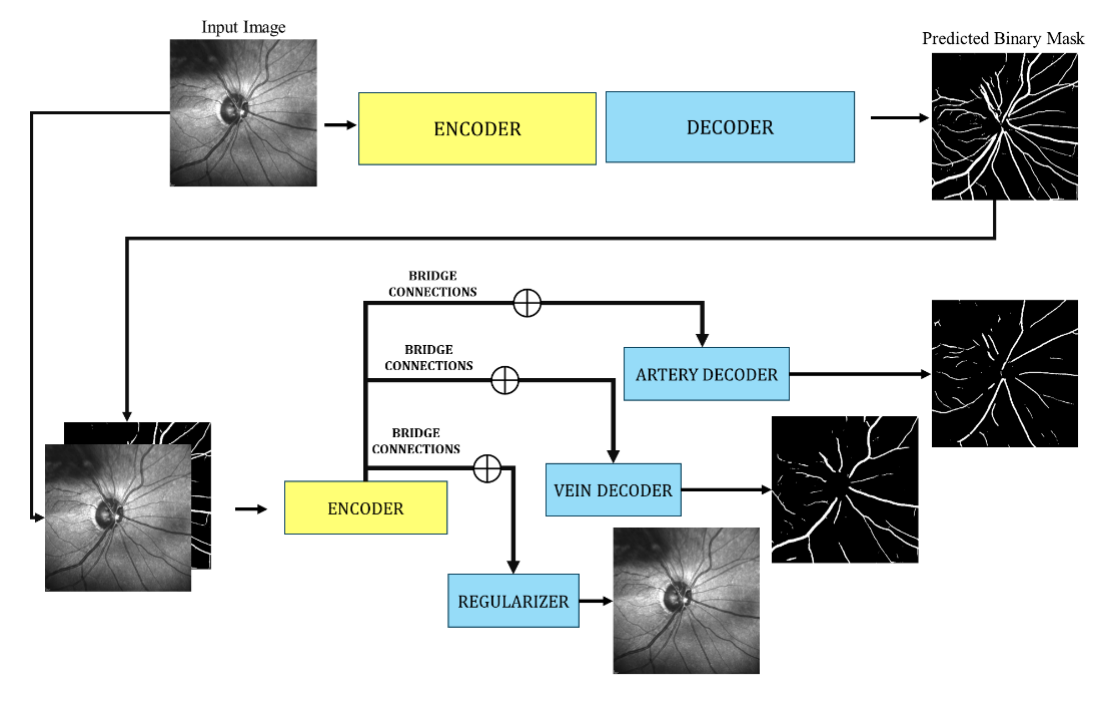 Input Image
Predicted Binary Mask
ENCODER
DECODER
BRIDGE
CONNECTIONS
BRIDGE
CONNECTIONS
ARTERY DECODER
BRIDGE
CONNECTIONS
VEIN DECODER
ENCODER
REGULARIZER